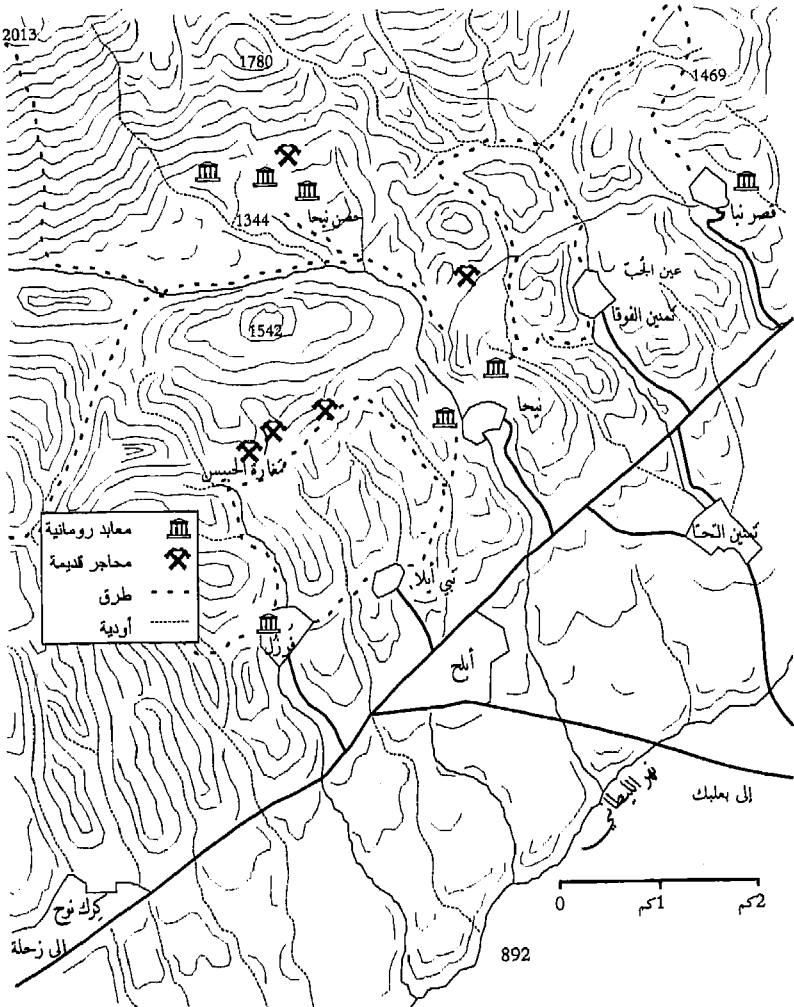 2013
1780
1469
حصن نيحا
1344
قصر نبا
عين الجبّ
تمنين الفوقا
1542
نيحا
مغارة الحبيس
معابد رومانية
محاجر قديمة
طرق
أودية
تمنين التحتا
نبي أيلا
فرزل
أبلح
نهر الليطاني
إلى بعلبك
كرك نوح
إلى زحلة
0
1كم
2كم
892